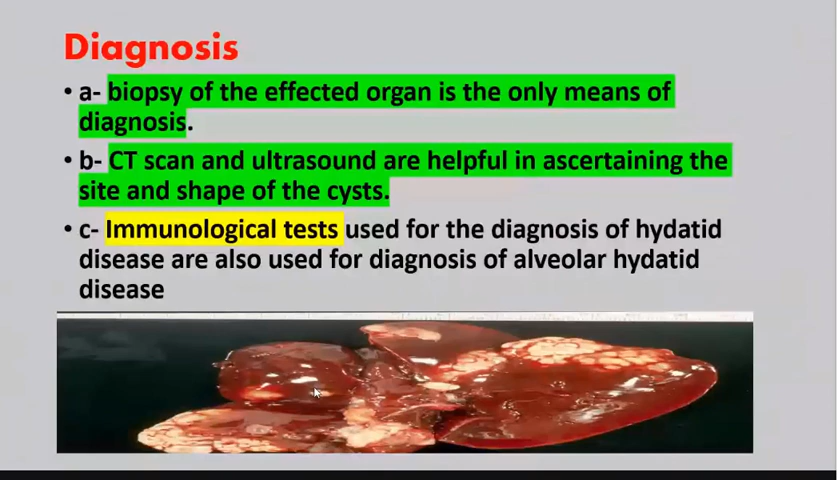 Diagnosis
• a- biopsy of the effected organ is the only means of
diagnosis.
• b- CT scan and ultrasound are helpful in ascertaining the
site and shape of the cysts.
• c- Immunological tests used for the diagnosis of hydatid
disease are also used for diagnosis of alveolar hydatid
disease